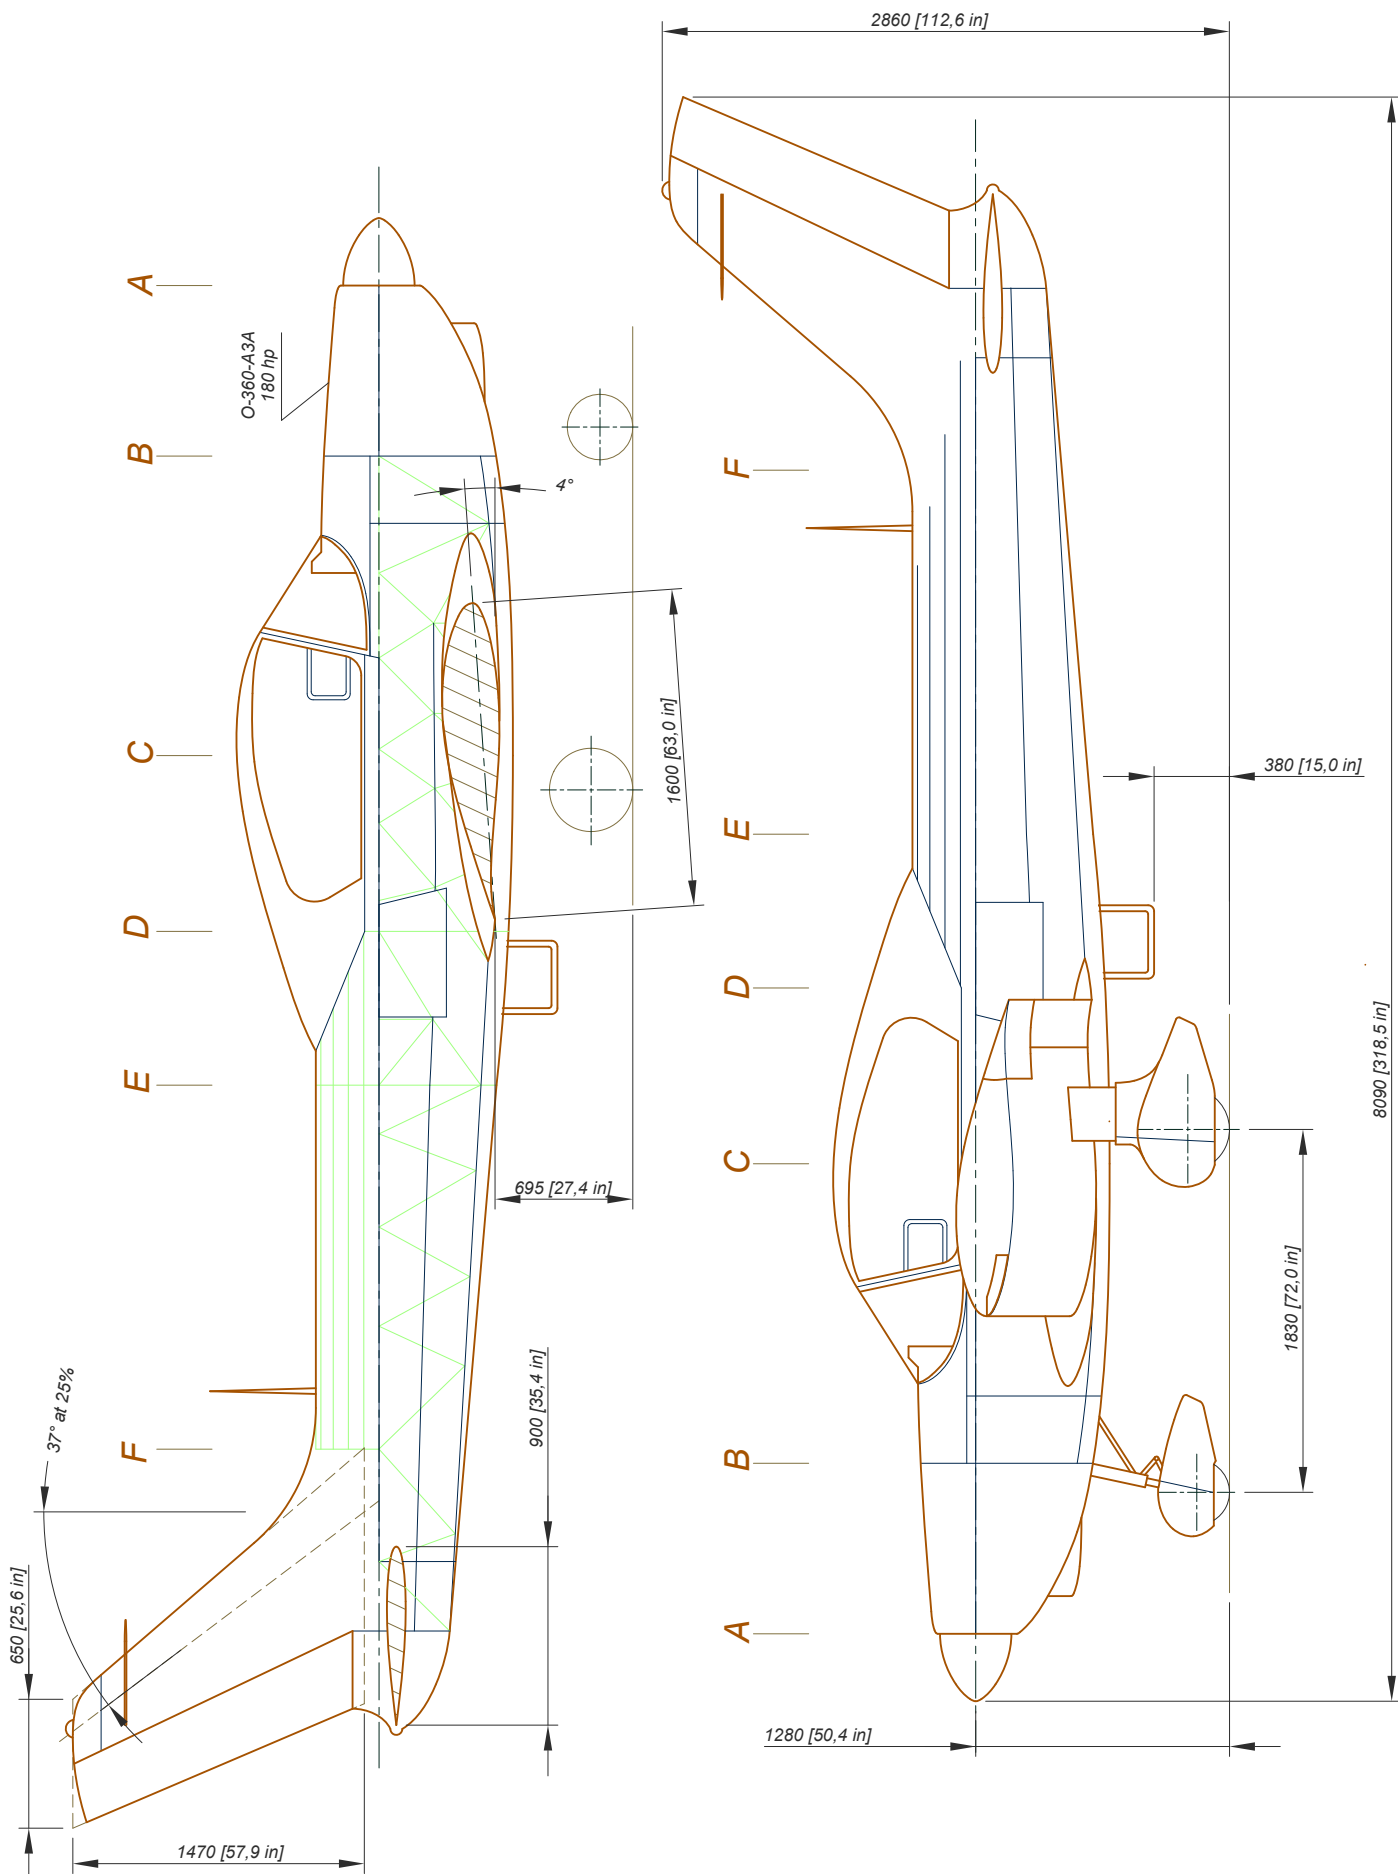 2860 [112,6 in]
A
O-360-A3A
180 hp
B
4°
F
1600 [63,0 in]
C
380 [15,0 in]
E
D
D
8090 [318,5 in]
E
C
695 [27,4 in]
1830 [72,0 in]
900 [35,4 in]
37° at 25%
F
B
650 [25,6 in]
A
1280 [50,4 in]
1470 [57,9 in]